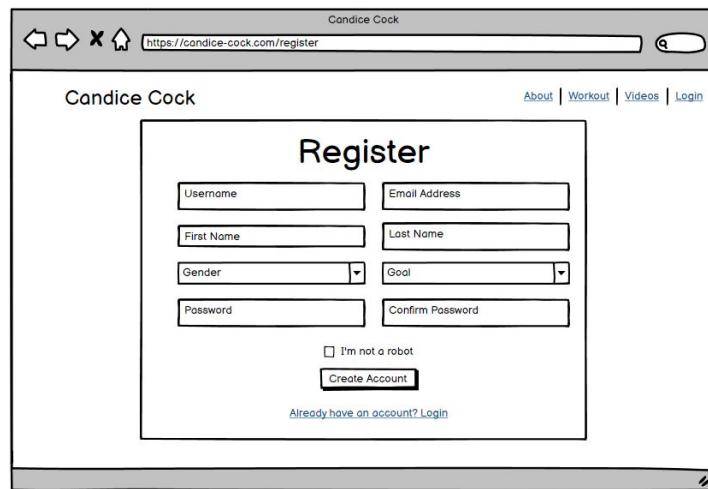 Candice Cock
https://candice-cock.com/register
Candice Cock
About Workout Videos Login
Register
Username Email Address
First Name Last Name
Gender Goal
Password Confirm Password
I'm not a robot
Create Account
Already have an account? Login